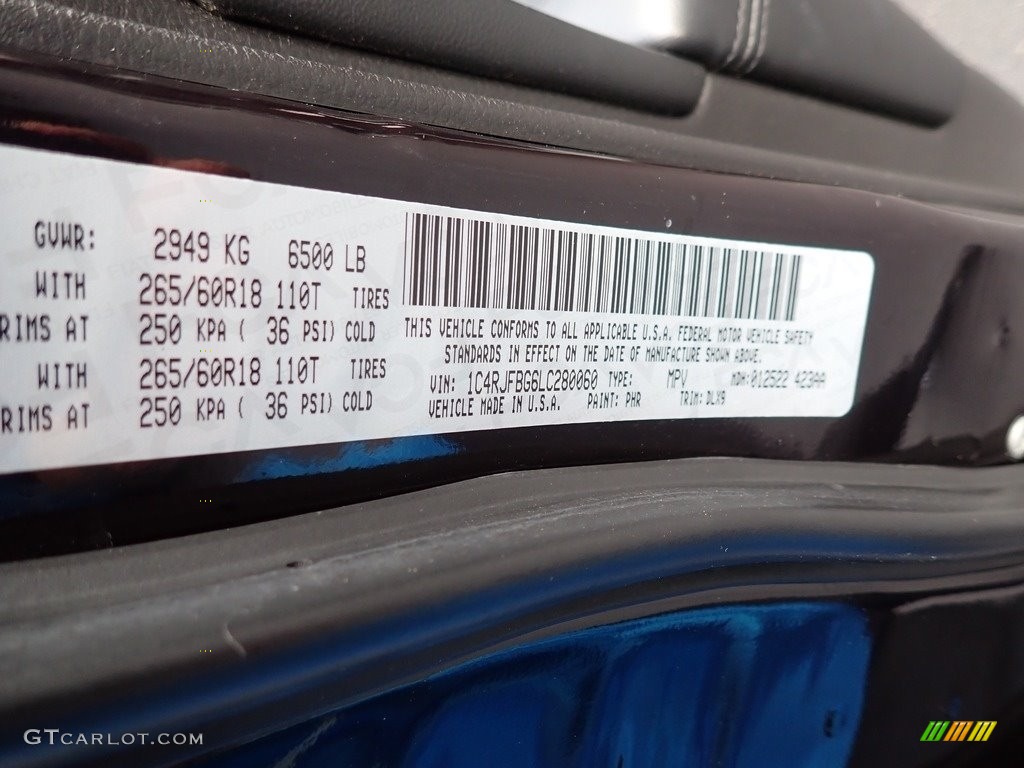 GVWR: 2949 KG 6500 LB
WITH 265/60R18 110T TIRES
RIMS AT 250 KPA ( 36 PSI) COLD
WITH 265/60R18 110T TIRES
RIMS AT 250 KPA ( 36 PSI) COLD
THIS VEHICLE CONFORMS TO ALL APPLICABLE U.S.A. FEDERAL MOTOR VEHICLE SAFETY
STANDARDS IN EFFECT ON THE DATE OF MANUFACTURE SHOWN ABOVE.
VIN: 1C4RJFBG6LC280060 TYPE: MPV MDH:012522 423AA
VEHICLE MADE IN U.S.A. PAINT: PHR TRIM: DLX9
GTCARLOT.COM